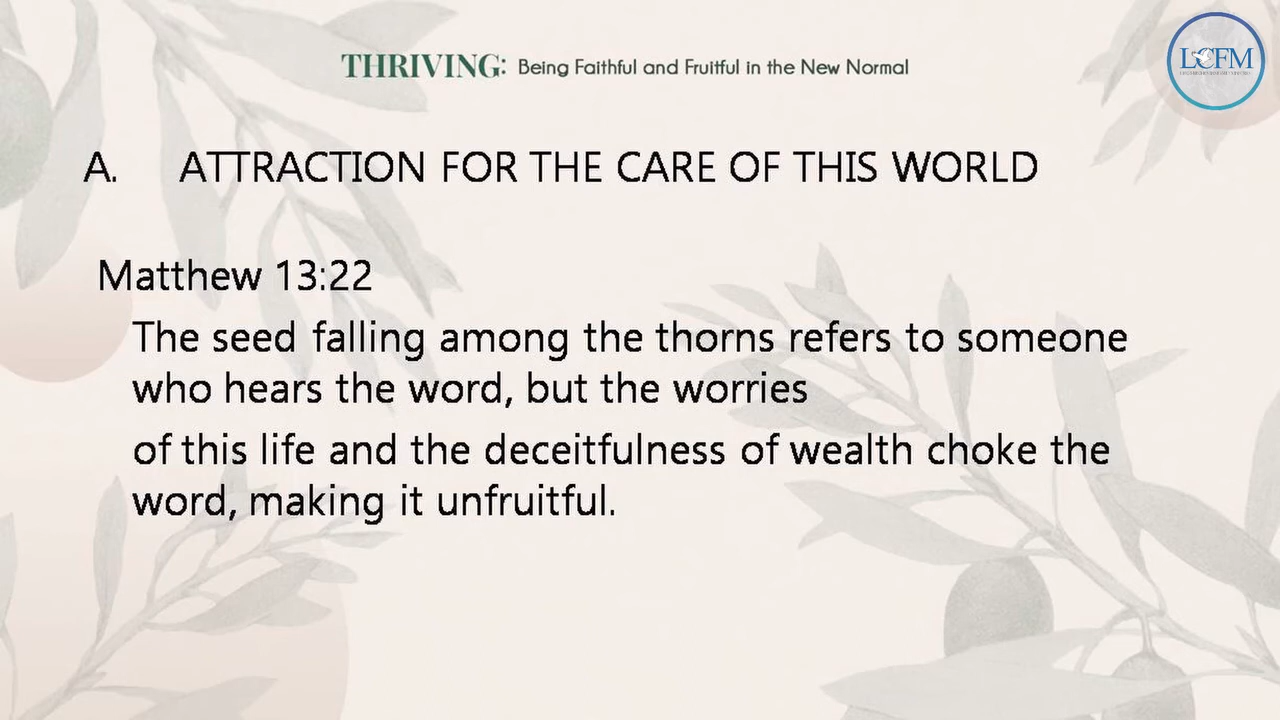 THRIVING: Being Faithful and Fruitful in the New Normal
LCFM
A. ATTRACTION FOR THE CARE OF THIS WORLD
Matthew 13:22
The seed falling among the thorns refers to someone
who hears the word, but the worries
of this life and the deceitfulness of wealth choke the
word, making it unfruitful.